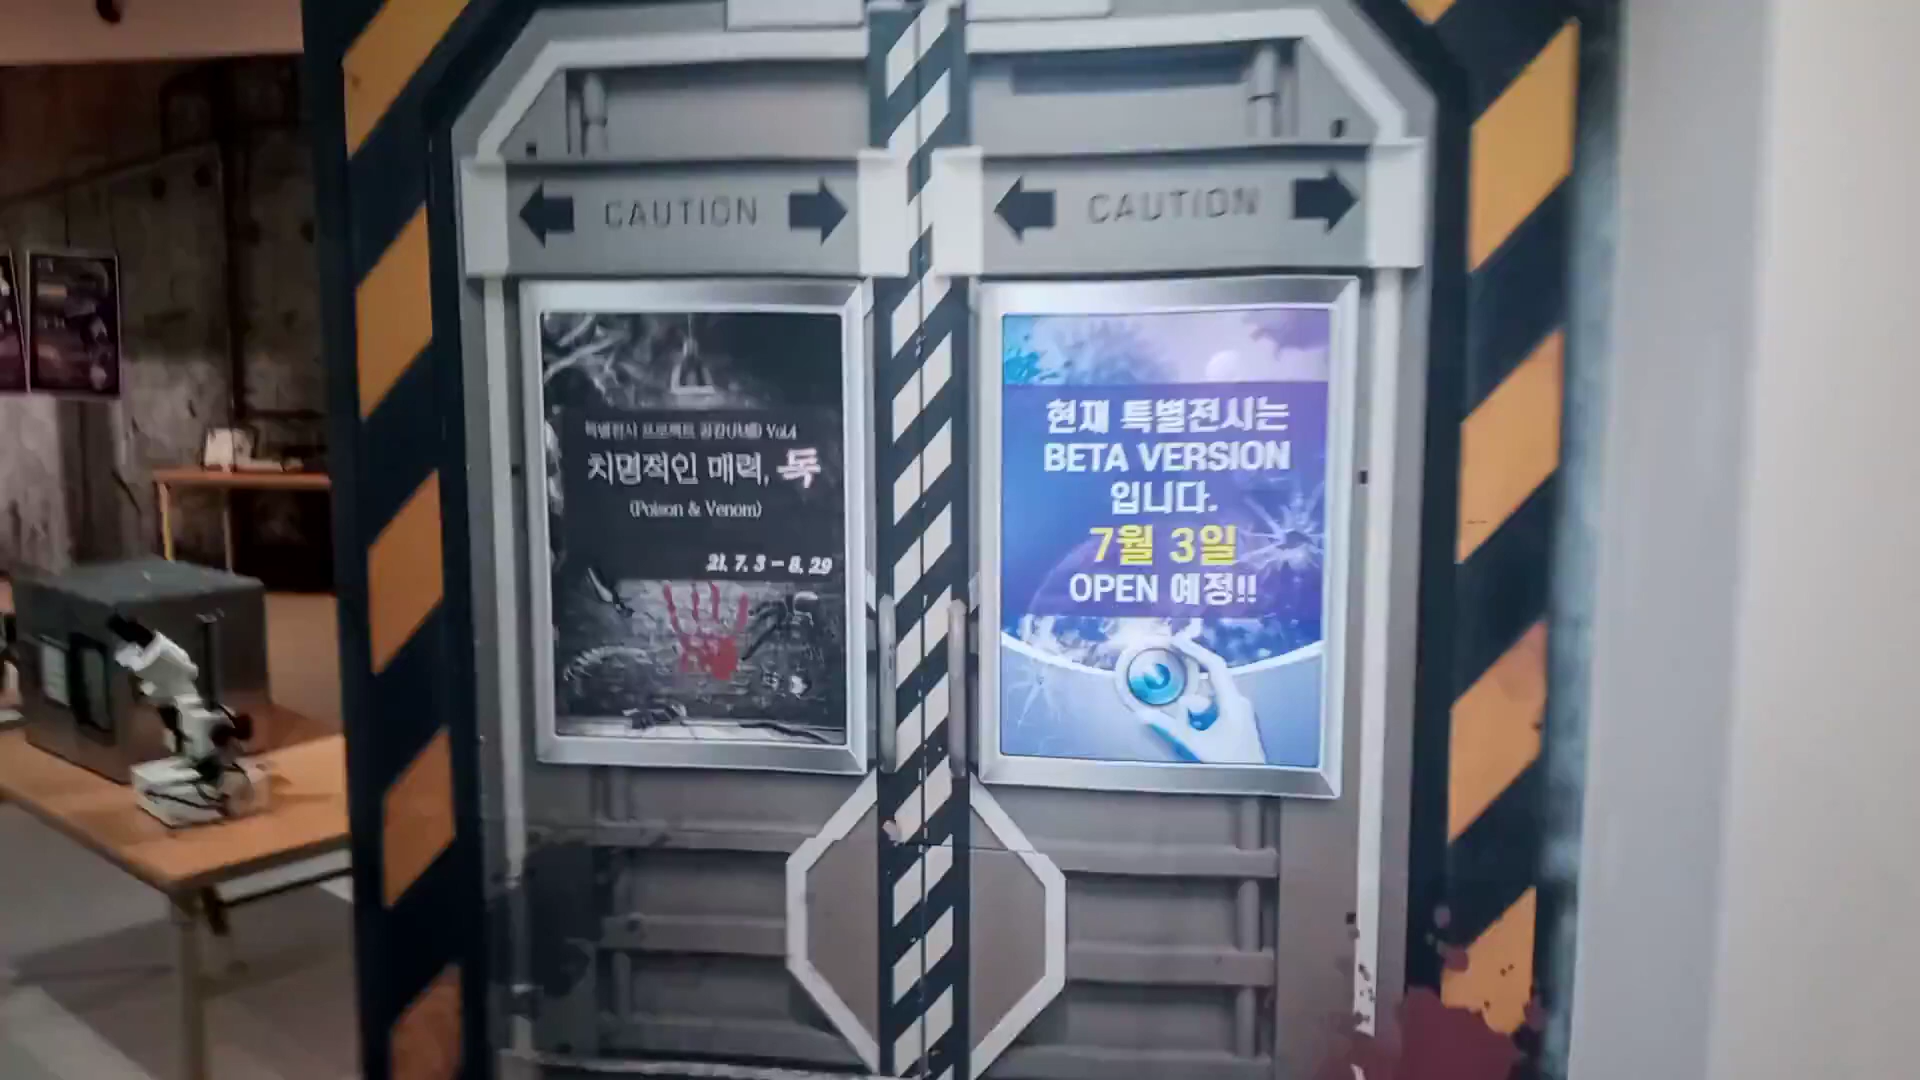 CAUTION
CAUTION
특별전시 프로젝트 공감(共感) Vol.4
치명적인 매력, 독
(Poison & Venom)
21. 7. 3 - 8. 29
현재 특별전시는
BETA VERSION
입니다.
7월 3일
OPEN 예정!!